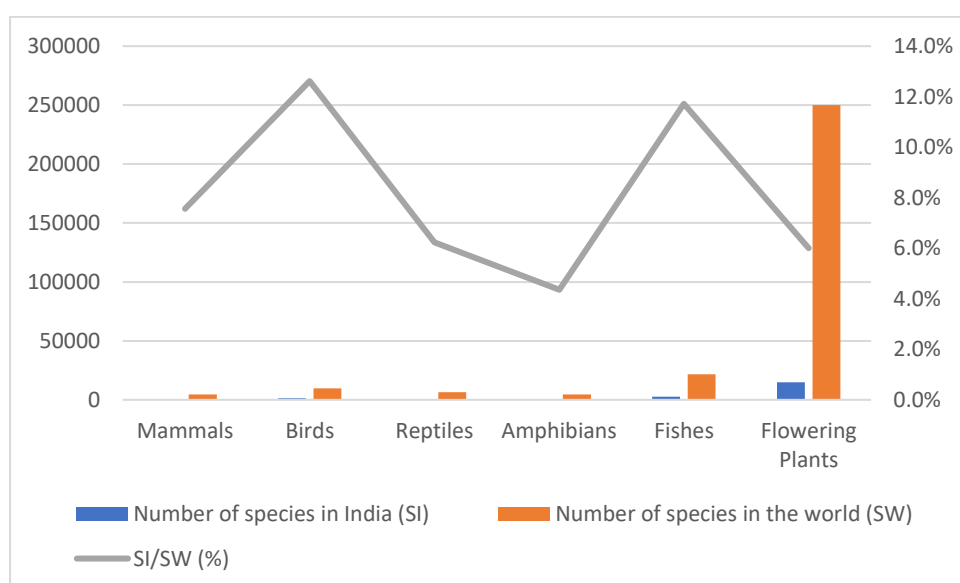 300000
250000
200000
150000
100000
50000
0
14.0%
12.0%
10.0%
8.0%
6.0%
4.0%
2.0%
0.0%
Mammals
Birds
Reptiles
Amphibians
Fishes
Flowering
Plants
Number of species in India (SI)
Number of species in the world (SW)
SI/SW (%)